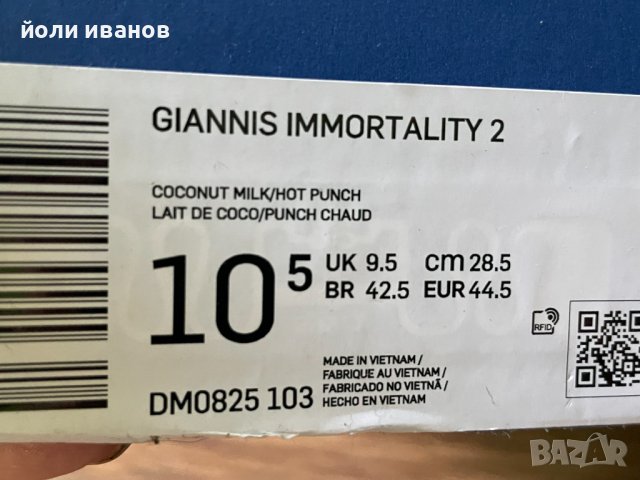 йоли иванов
GIANNIS IMMORTALITY 2
COCONUT MILK/HOT PUNCH
LAIT DE COCO/PUNCH CHAUD
10 5
UK 9.5 cm 28.5
BR 42.5 EUR 44.5
RFID
MADE IN VIETNAM /
FABRIQUE AU VIETNAM /
FABRICADO NO VIETNÃ /
HECHO EN VIETNAM
DM0825 103
BAZAR